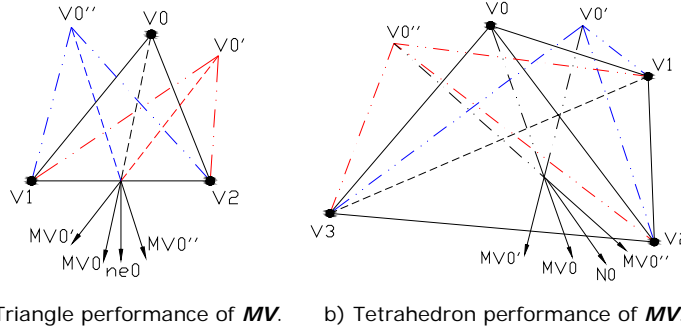 V0''
V0
V0'
V1
V2
MV0'
MV0
ne0
MV0''
V0''
V0
V0'
V1
V3
V2
MV0'
MV0
N0
MV0''
Triangle performance of MV.
b) Tetrahedron performance of MV.